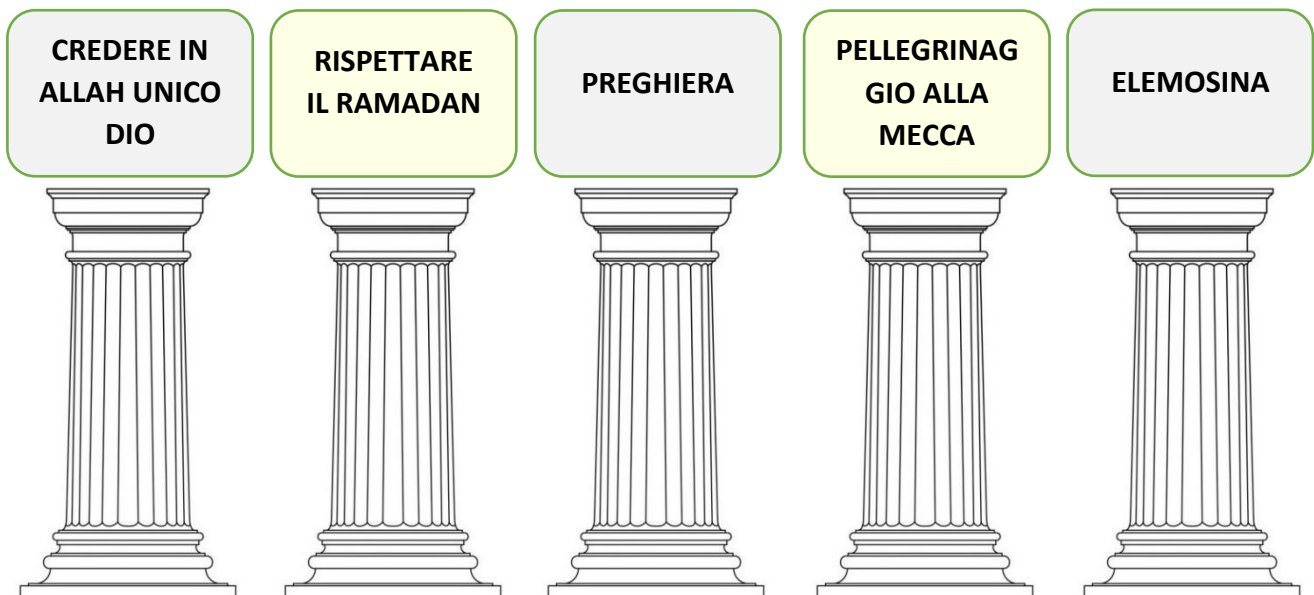 CREDERE IN
ALLAH UNICO
DIO
RISPETTARE
IL RAMADAN
PREGHIERA
PELLEGRINAG
GIO ALLA
MECCA
ELEMOSINA